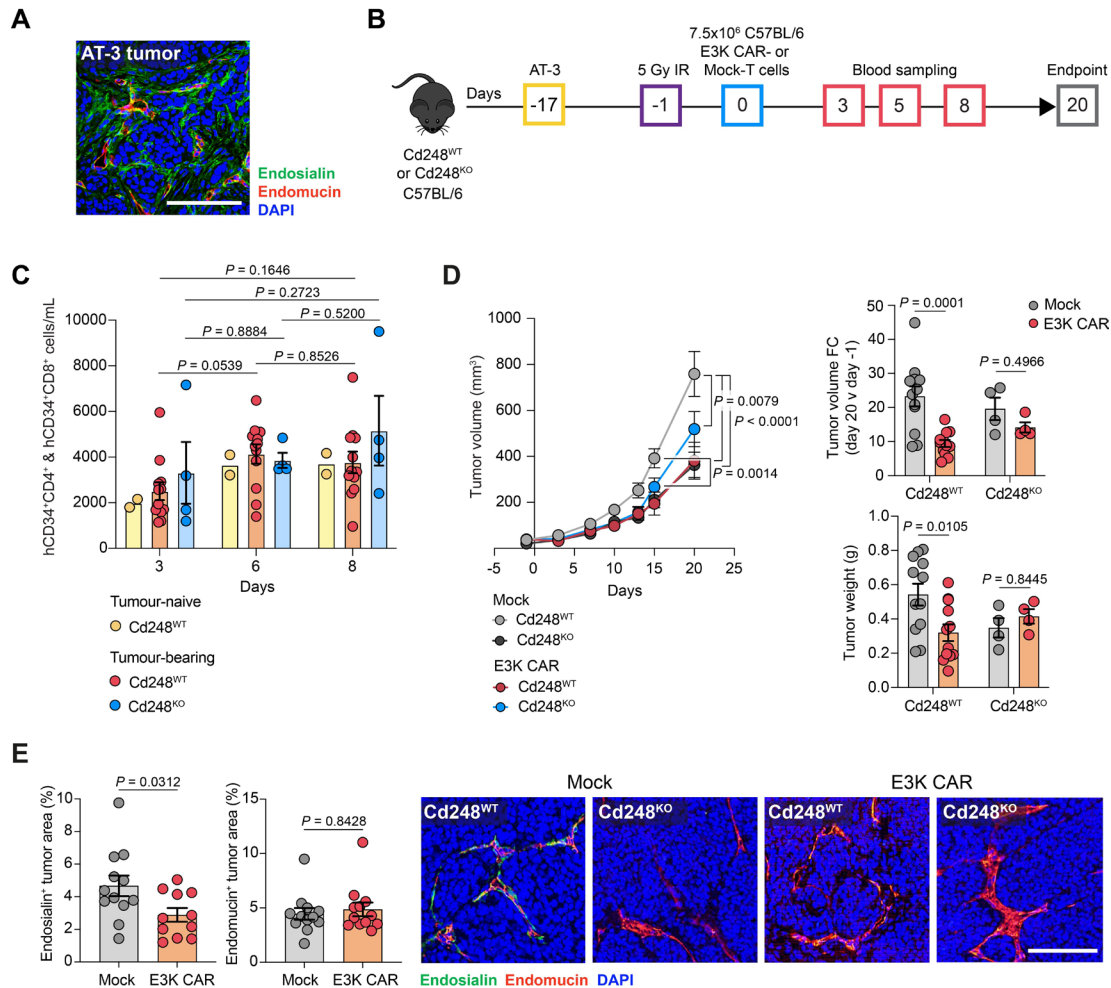 A
AT-3 tumor
Endosialin
Endomucin
DAPI
B
7.5x10⁶ C57BL/6
E3K CAR- or
Mock-T cells
AT-3
5 Gy IR
Blood sampling
Endpoint
Days
-17
-1
0
3
5
8
20
Cd248ᵂᵀ
or Cd248ᴷᴼ
C57BL/6
C
P = 0.1646
P = 0.2723
P = 0.5200
P = 0.8884
P = 0.0539
P = 0.8526
hCD34⁺CD4⁺ & hCD34⁺CD8⁺ cells/mL
10000
8000
6000
4000
2000
0
3
6
8
Days
Tumour-naive
Cd248ᵂᵀ
Tumour-bearing
Cd248ᵂᵀ
Cd248ᴷᴼ
D
Tumor volume (mm³)
1000
800
600
400
200
0
-5
0
5
10
15
20
25
Days
P = 0.0079
P < 0.0001
P = 0.0014
Mock
Cd248ᵂᵀ
Cd248ᴷᴼ
E3K CAR
Cd248ᵂᵀ
Cd248ᴷᴼ
Tumor volume FC
(day 20 v day -1)
50
40
30
20
10
0
P = 0.0001
P = 0.4966
Mock
E3K CAR
Cd248ᵂᵀ
Cd248ᴷᴼ
Tumor weight (g)
1.0
0.8
0.6
0.4
0.2
0.0
P = 0.0105
P = 0.8445
Cd248ᵂᵀ
Cd248ᴷᴼ
E
Endosialin⁺ tumor area (%)
10
8
6
4
2
0
P = 0.0312
Mock
E3K CAR
Endomucin⁺ tumor area (%)
15
10
5
0
P = 0.8428
Mock
E3K CAR
Mock
E3K CAR
Cd248ᵂᵀ
Cd248ᴷᴼ
Cd248ᵂᵀ
Cd248ᴷᴼ
Endosialin Endomucin DAPI